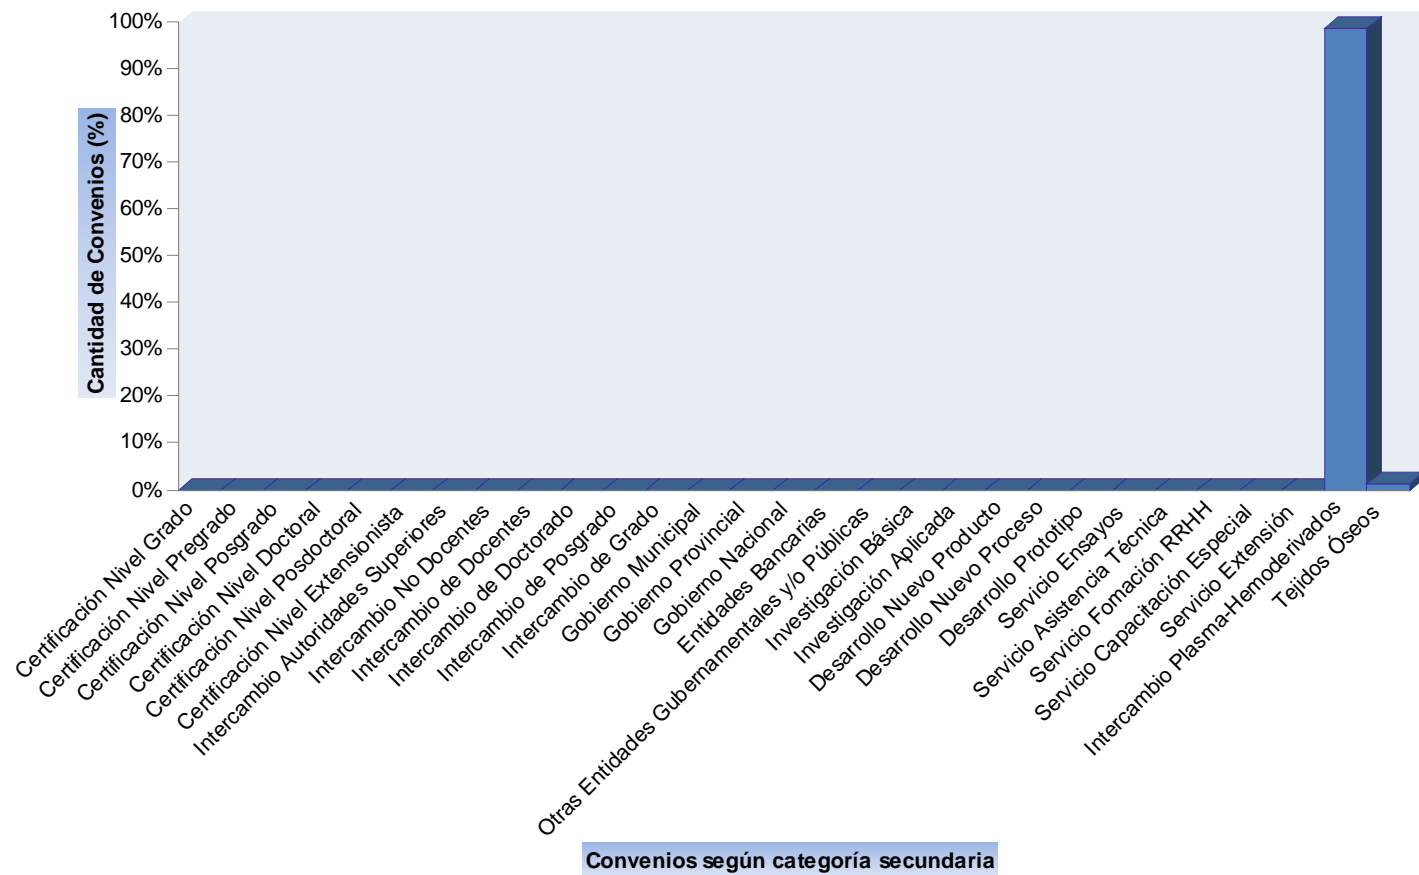 100%
90%
80%
70%
60%
50%
40%
30%
20%
10%
0%
Cantidad de Convenios (%)
Certificación Nivel Grado
Certificación Nivel Pregrado
Certificación Nivel Posgrado
Certificación Nivel Doctoral
Certificación Nivel Posdoctoral
Certificación Nivel Extensionista
Intercambio Autoridades Superiores
Intercambio No Docentes
Intercambio de Docentes
Intercambio de Doctorado
Intercambio de Posgrado
Intercambio de Grado
Gobierno Municipal
Gobierno Provincial
Gobierno Nacional
Entidades Bancarias
Otras Entidades Gubernamentales y/o Públicas
Investigación Básica
Investigación Aplicada
Desarrollo Nuevo Producto
Desarrollo Nuevo Proceso
Desarrollo Prototipo
Servicio Ensayos
Servicio Asistencia Técnica
Servicio Fomación RRHH
Servicio Capacitación Especial
Servicio Extensión
Intercambio Plasma-Hemoderivados
Tejidos Óseos
Convenios según categoría secundaria